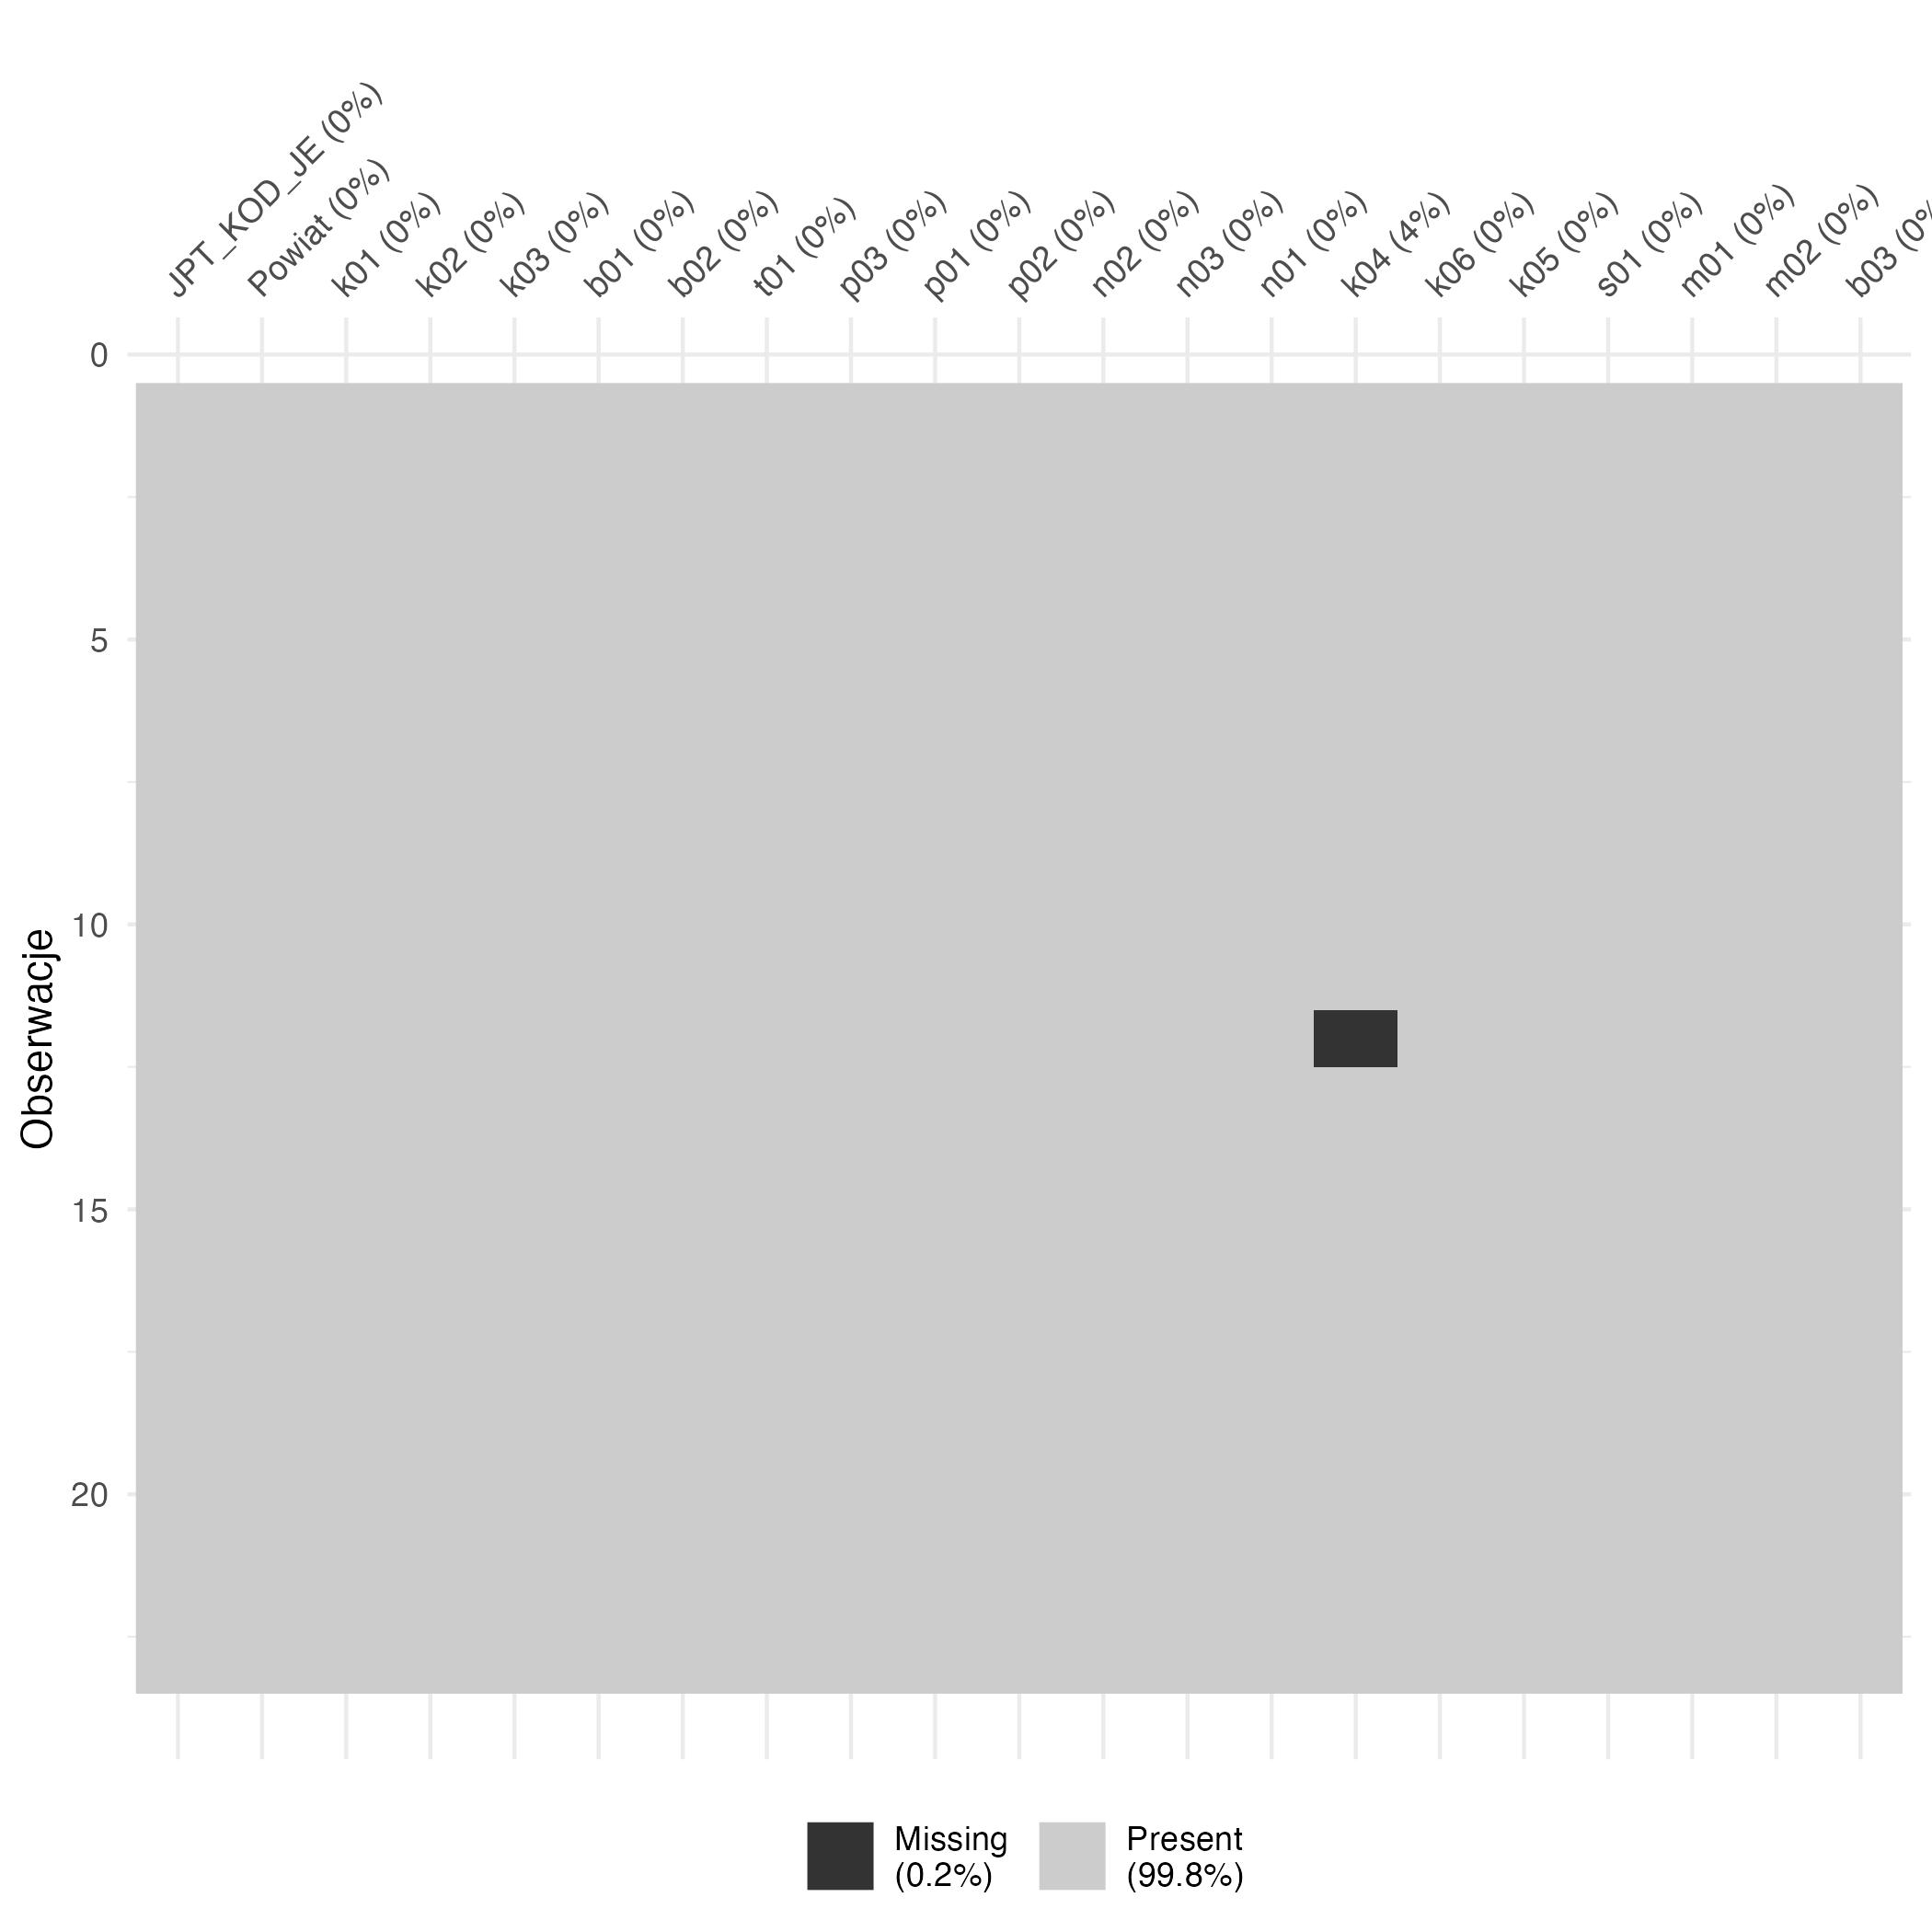 JPT_KOD_JE (0%)
Powiat (0%)
k01 (0%)
k02 (0%)
k03 (0%)
b01 (0%)
b02 (0%)
t01 (0%)
p03 (0%)
p01 (0%)
p02 (0%)
n02 (0%)
n03 (0%)
n01 (0%)
k04 (4%)
k06 (0%)
k05 (0%)
s01 (0%)
m01 (0%)
m02 (0%)
b03 (0%
0
5
10
15
20
Observwacje
Missing
(0.2%)
Present
(99.8%)